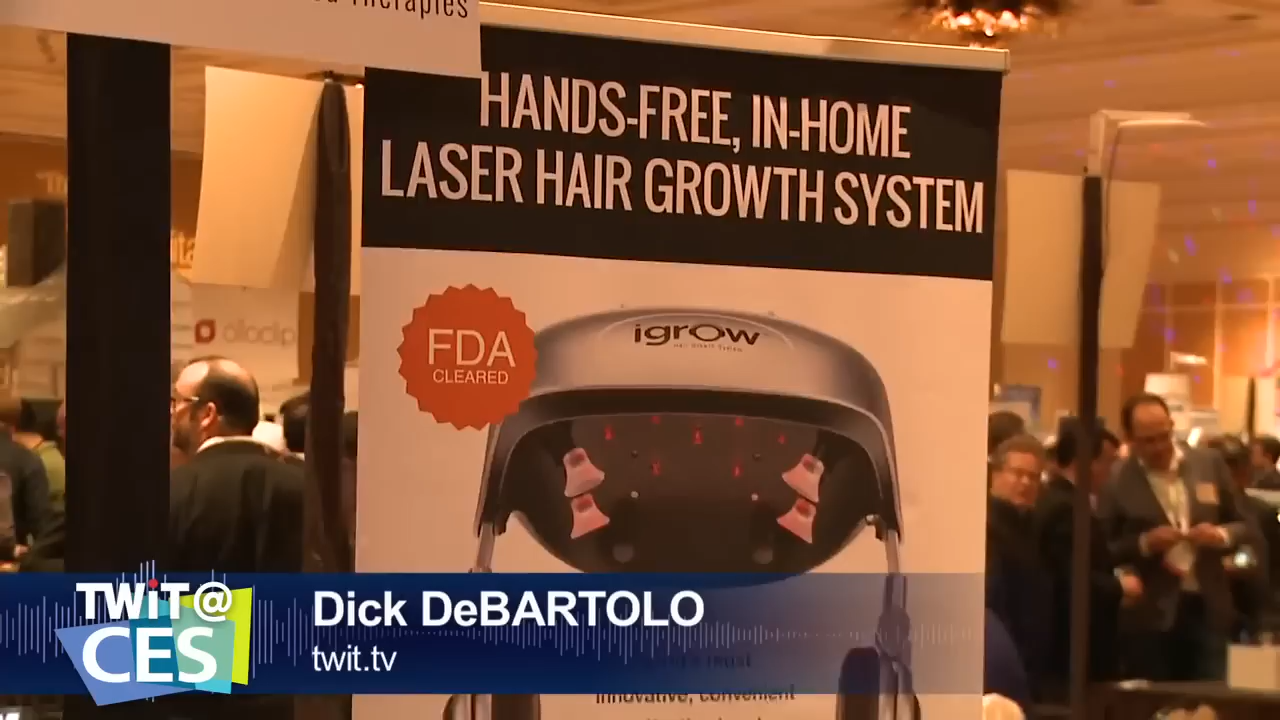 Therapies
HANDS-FREE, IN-HOME
LASER HAIR GROWTH SYSTEM
FDA
CLEARED
igrow
olloclip
TWiT@
CES
Dick DeBARTOLO
twit.tv
innovative, convenient